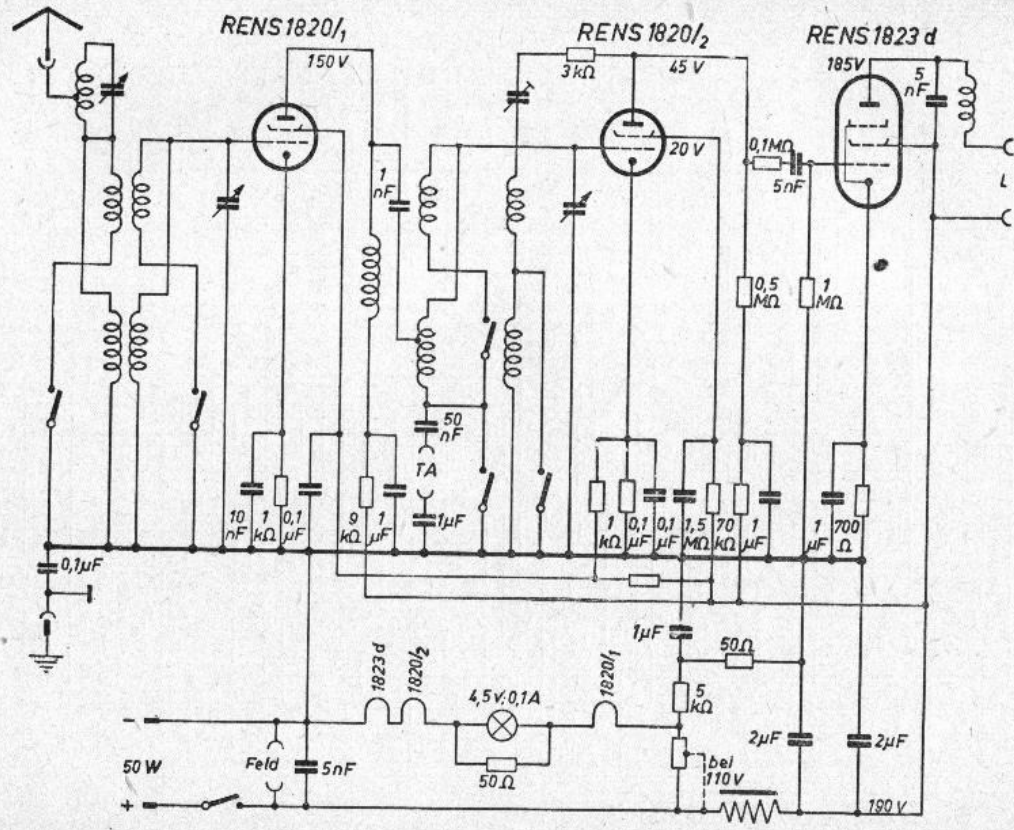 RENS 1820/1
RENS 1820/2
RENS 1823 d
150 V
3 kΩ
45 V
185V
5 nF
20 V
0,1MΩ
5nF
1 nF
L
0,5 MΩ
1 MΩ
50 nF
TA
1µF
10 nF
1 kΩ
0,1 µF
9 kΩ
1 µF
1 kΩ
0,1 µF
0,1 µF
1,5 MΩ
70 kΩ
1 µF
1 µF
700 Ω
0,1µF
1µF
50Ω
1823 d
1820/2
4,5 V; 0,1A
1820/1
5 kΩ
–
50 W
+
Feld
5nF
50Ω
bei 110V
2µF
2µF
190 V